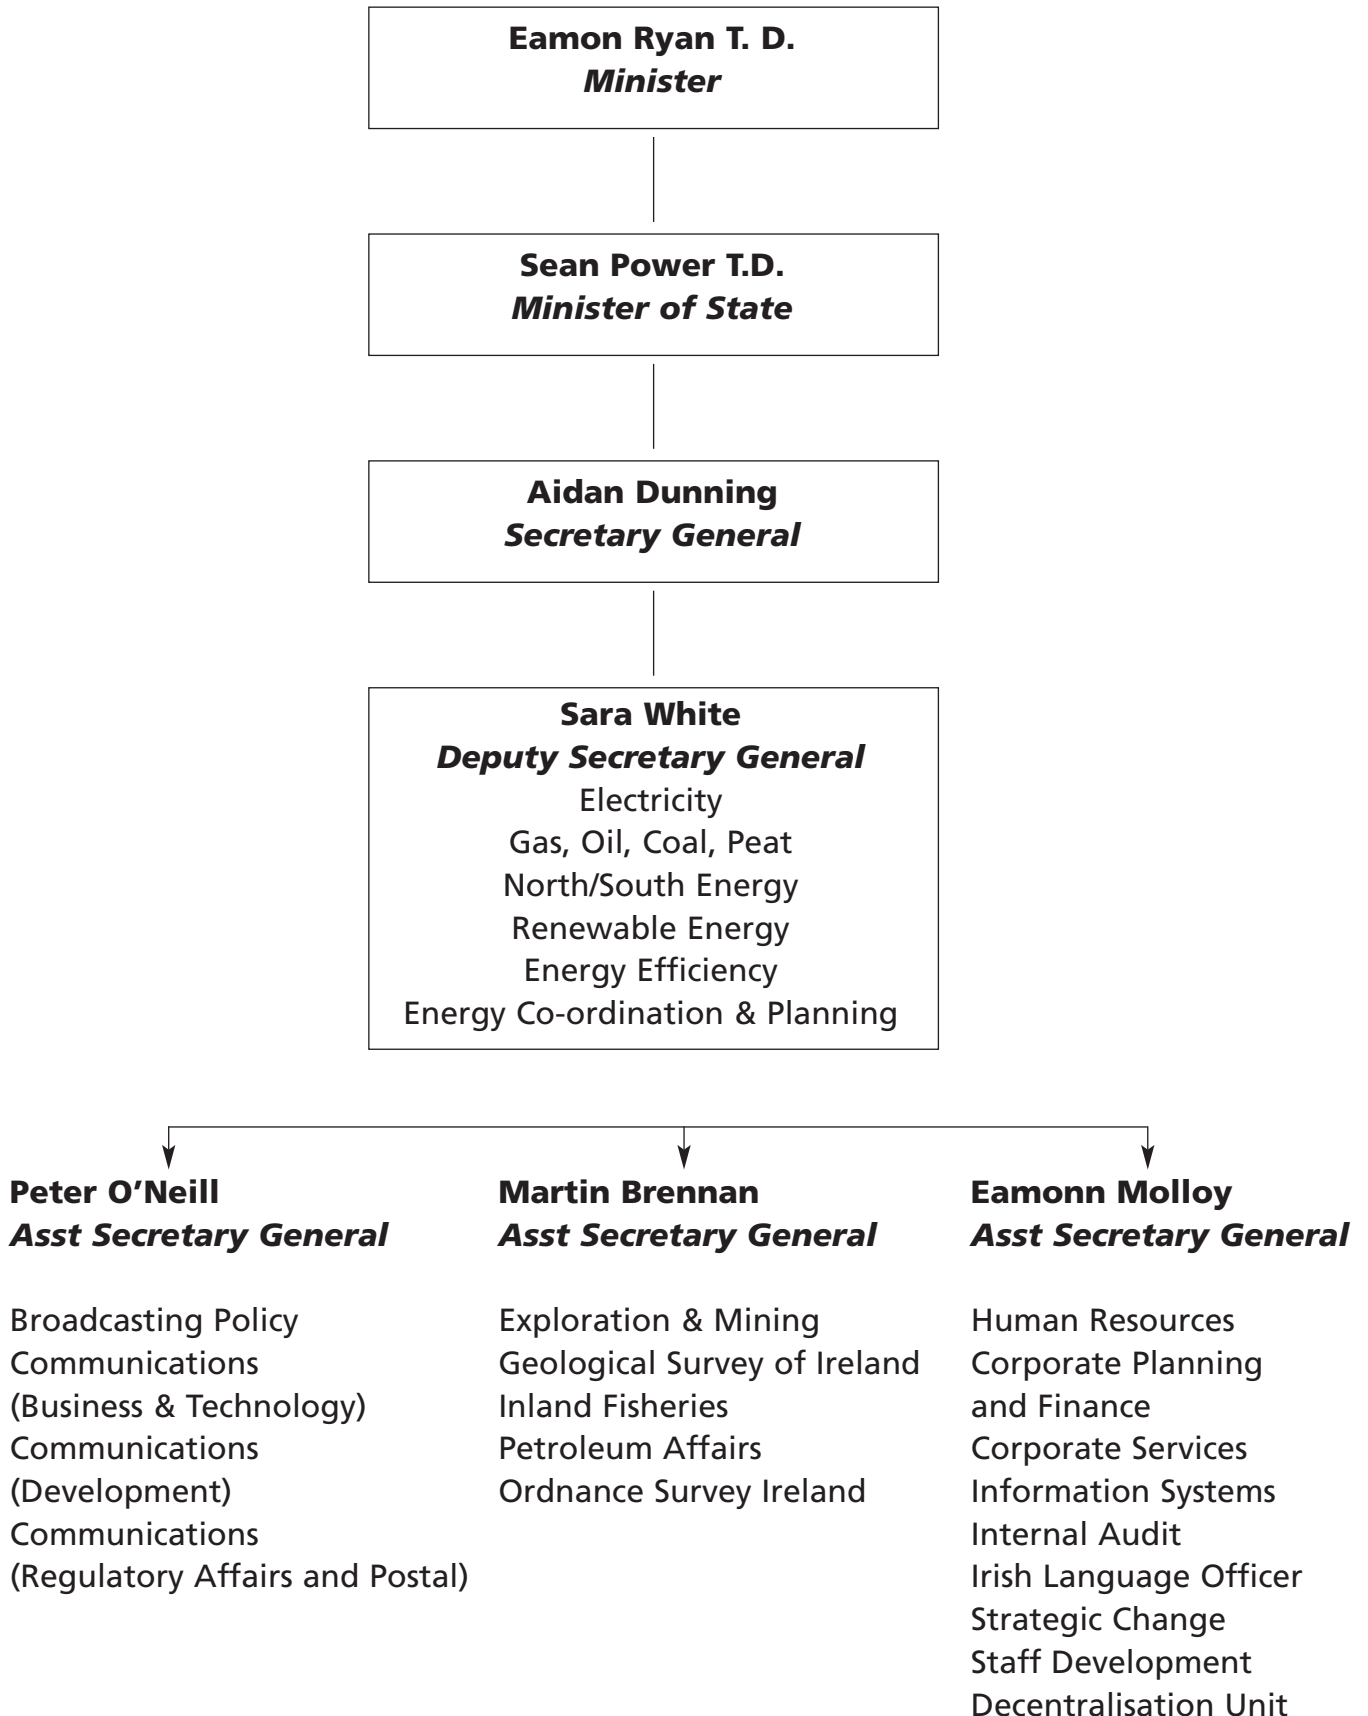 Eamon Ryan T. D.
Minister
Sean Power T.D.
Minister of State
Aidan Dunning
Secretary General
Sara White
Deputy Secretary General
Electricity
Gas, Oil, Coal, Peat
North/South Energy
Renewable Energy
Energy Efficiency
Energy Co-ordination & Planning
Peter O’Neill
Asst Secretary General
Broadcasting Policy
Communications
(Business & Technology)
Communications
(Development)
Communications
(Regulatory Affairs and Postal)
Martin Brennan
Asst Secretary General
Exploration & Mining
Geological Survey of Ireland
Inland Fisheries
Petroleum Affairs
Ordnance Survey Ireland
Eamonn Molloy
Asst Secretary General
Human Resources
Corporate Planning
and Finance
Corporate Services
Information Systems
Internal Audit
Irish Language Officer
Strategic Change
Staff Development
Decentralisation Unit